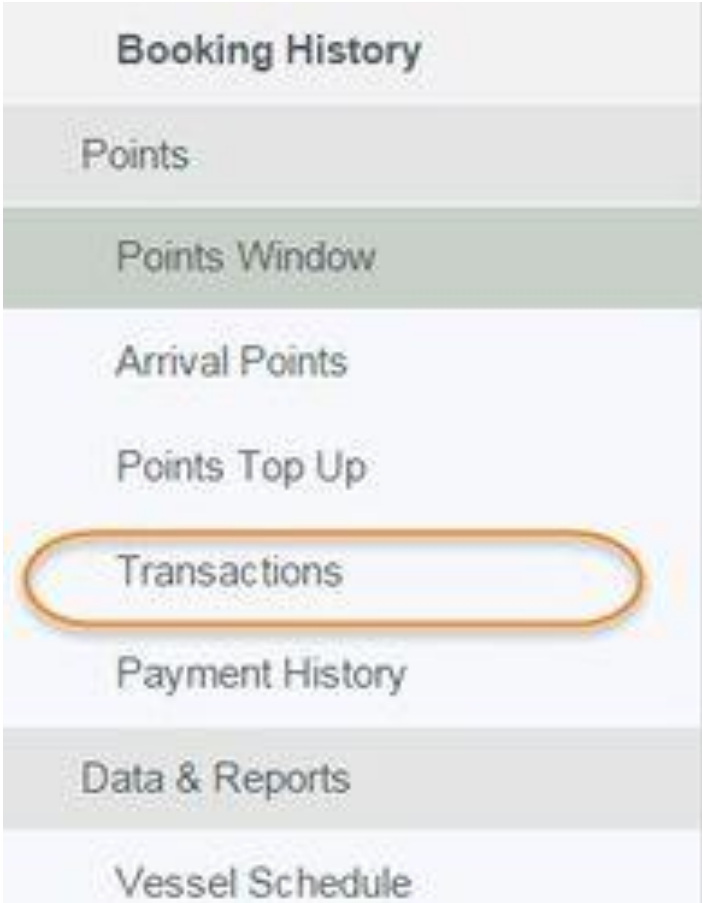 Booking History
Points
Points Window
Arrival Points
Points Top Up
Transactions
Payment History
Data & Reports
Vessel Schedule